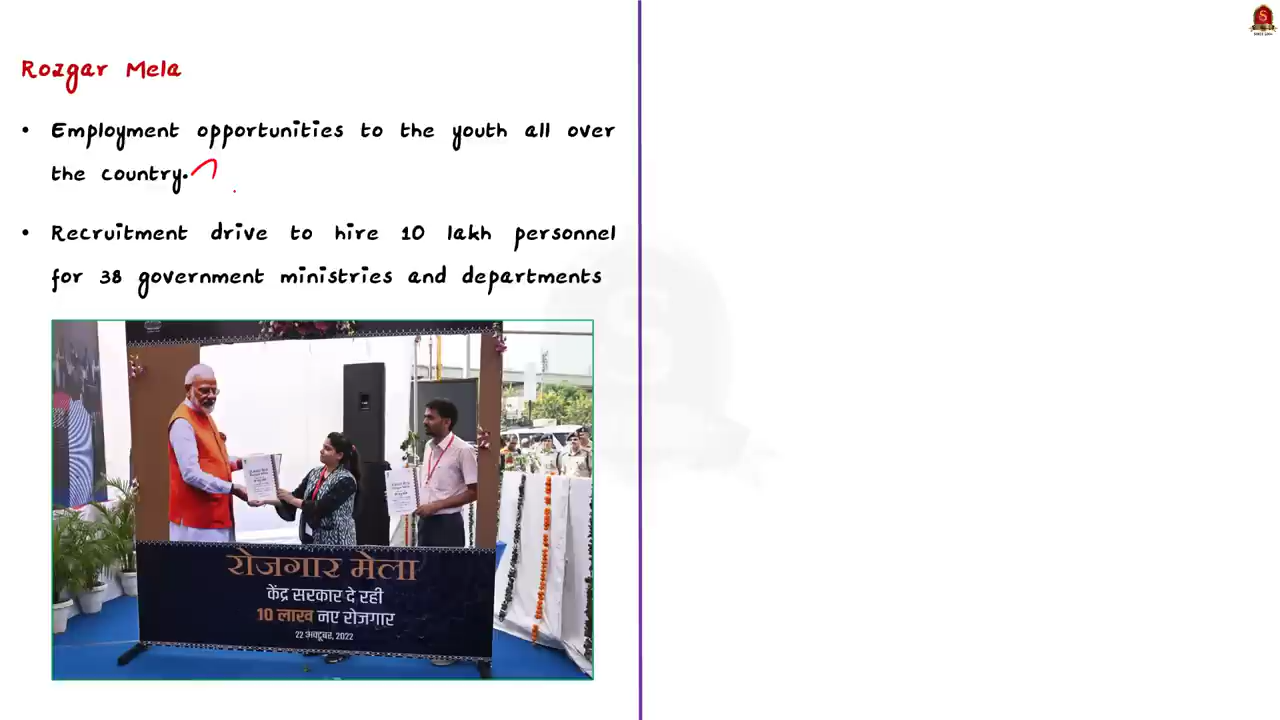 Rozgar Mela
• Employment opportunities to the youth all over
the country.
• Recruitment drive to hire 10 lakh personnel
for 38 government ministries and departments
रोजगार मेला
केंद्र सरकार दे रही
10 लाख नए रोजगार
22 अक्टूबर, 2022